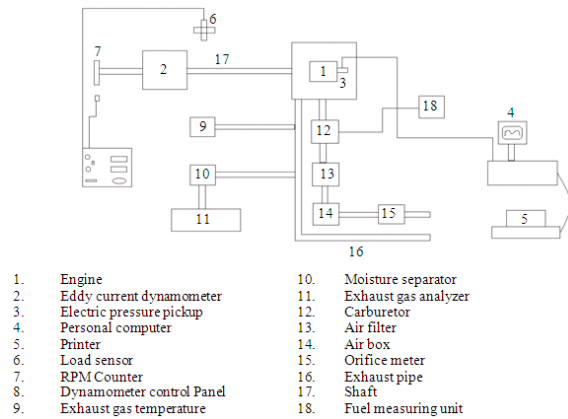 6
7
17
2
1
3
18
4
9
12
10
13
5
11
14
15
16
1. Engine
2. Eddy current dynamometer
3. Electric pressure pickup
4. Personal computer
5. Printer
6. Load sensor
7. RPM Counter
8. Dynamometer control Panel
9. Exhaust gas temperature
10. Moisture separator
11. Exhaust gas analyzer
12. Carburetor
13. Air filter
14. Air box
15. Orifice meter
16. Exhaust pipe
17. Shaft
18. Fuel measuring unit